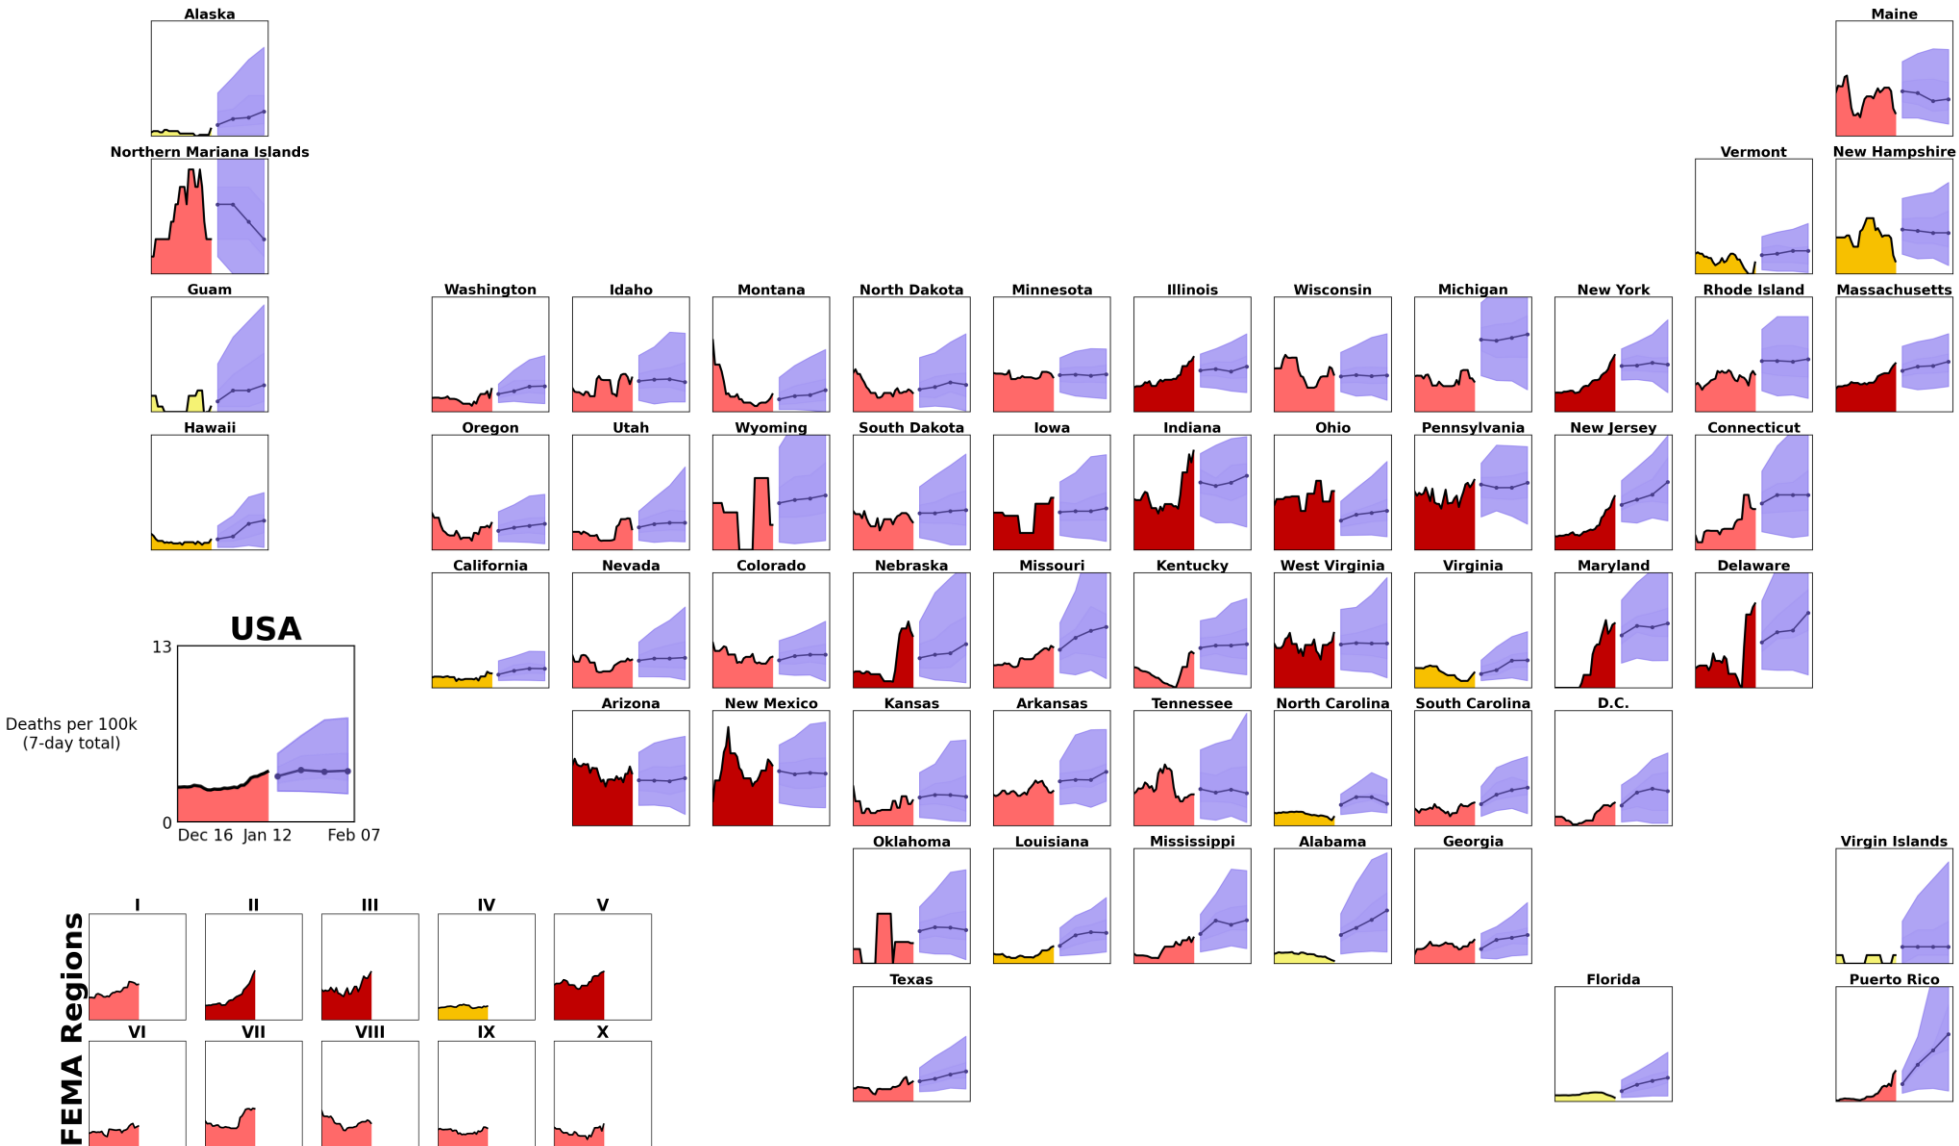 Alaska
Maine
Northern Mariana Islands
Vermont
New Hampshire
Guam
Washington
Idaho
Montana
North Dakota
Minnesota
Illinois
Wisconsin
Michigan
New York
Rhode Island
Massachusetts
Hawaii
Oregon
Utah
Wyoming
South Dakota
Iowa
Indiana
Ohio
Pennsylvania
New Jersey
Connecticut
California
Nevada
Colorado
Nebraska
Missouri
Kentucky
West Virginia
Virginia
Maryland
Delaware
USA
13
Deaths per 100k
(7-day total)
0
Dec 16
Jan 12
Feb 07
Arizona
New Mexico
Kansas
Arkansas
Tennessee
North Carolina
South Carolina
D.C.
Oklahoma
Louisiana
Mississippi
Alabama
Georgia
Virgin Islands
Texas
Florida
Puerto Rico
FEMA Regions
I
II
III
IV
V
VI
VII
VIII
IX
X